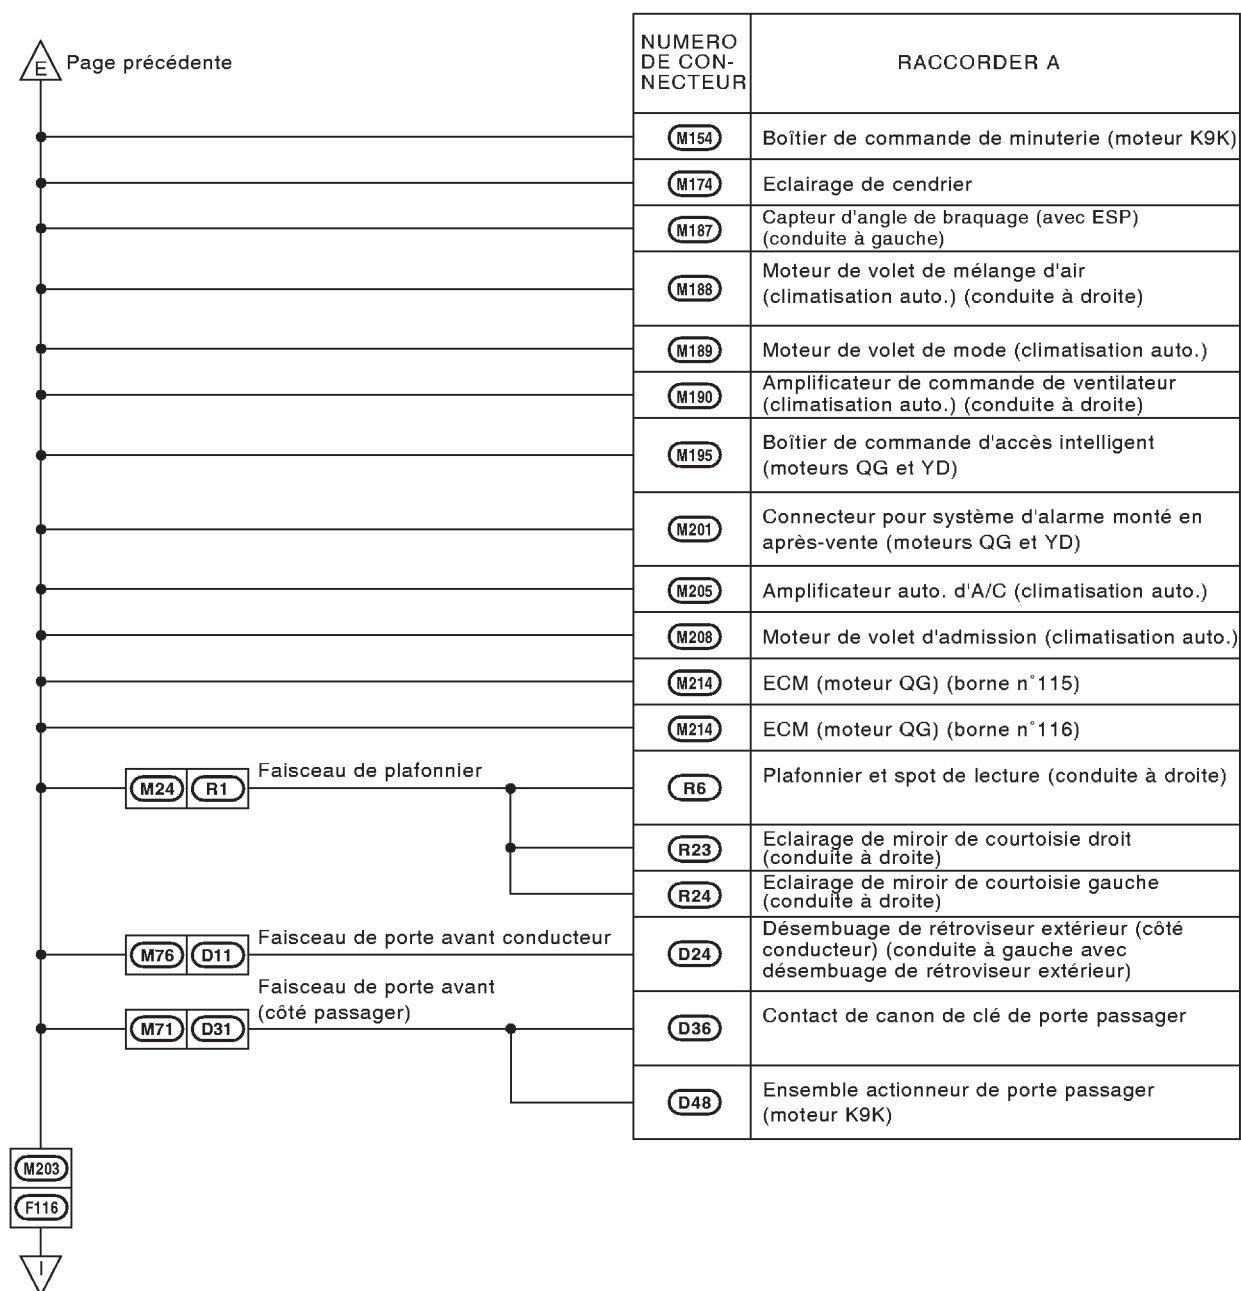 NUMERO
DE CON-
NECTEUR
RACCORDER A
E
Page précédente
M154
Boîtier de commande de minuterie (moteur K9K)
M174
Eclairage de cendrier
M187
Capteur d'angle de braquage (avec ESP)
(conduite à gauche)
M188
Moteur de volet de mélange d'air
(climatisation auto.) (conduite à droite)
M189
Moteur de volet de mode (climatisation auto.)
M190
Amplificateur de commande de ventilateur
(climatisation auto.) (conduite à droite)
M195
Boîtier de commande d'accès intelligent
(moteurs QG et YD)
M201
Connecteur pour système d'alarme monté en
après-vente (moteurs QG et YD)
M205
Amplificateur auto. d'A/C (climatisation auto.)
M208
Moteur de volet d'admission (climatisation auto.)
M214
ECM (moteur QG) (borne n°115)
M214
ECM (moteur QG) (borne n°116)
M24 R1
Faisceau de plafonnier
R6
Plafonnier et spot de lecture (conduite à droite)
R23
Eclairage de miroir de courtoisie droit
(conduite à droite)
R24
Eclairage de miroir de courtoisie gauche
(conduite à droite)
M76 D11
Faisceau de porte avant conducteur
D24
Désembuage de rétroviseur extérieur (côté
conducteur) (conduite à gauche avec
désembuage de rétroviseur extérieur)
Faisceau de porte avant
(côté passager)
M71 D31
D36
Contact de canon de clé de porte passager
D48
Ensemble actionneur de porte passager
(moteur K9K)
M203
F116
I